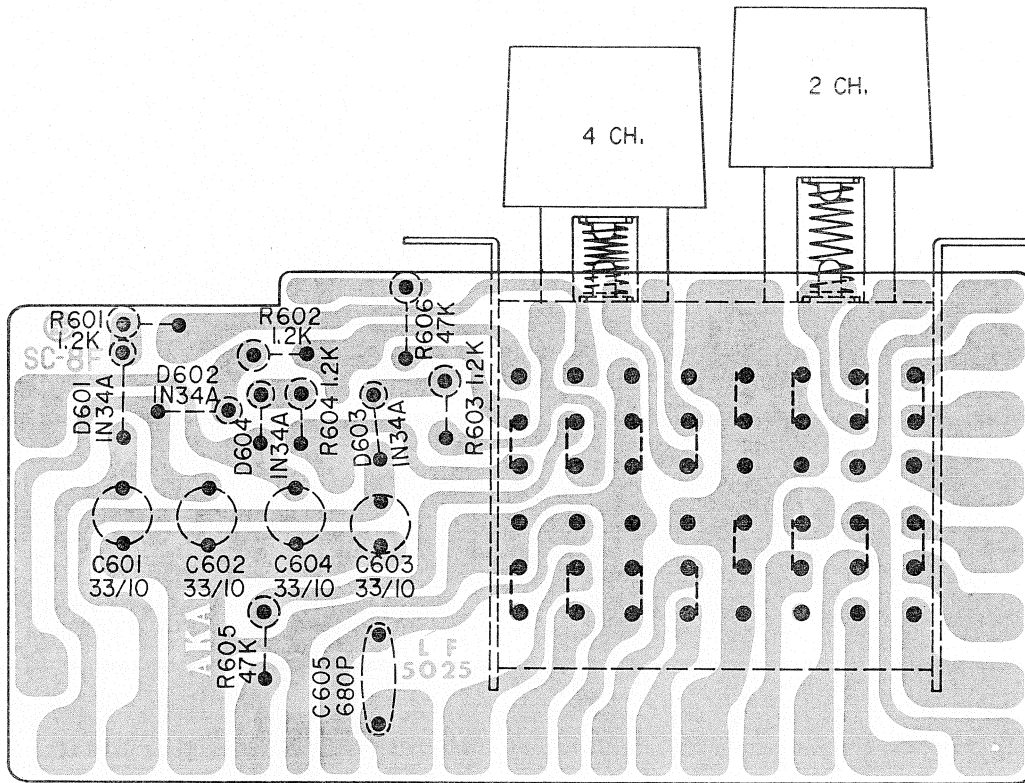 2 CH.
4 CH.
R601
1.2K
SC-8F
R602
1.2K
R606
47K
D601
IN34A
D602
IN34A
D604
IN34A
R604 1.2K
D603
IN34A
R603 1.2K
C601
33/10
C602
33/10
C604
33/10
C603
33/10
AKA
R605
47K
C605
680P
L F
5025